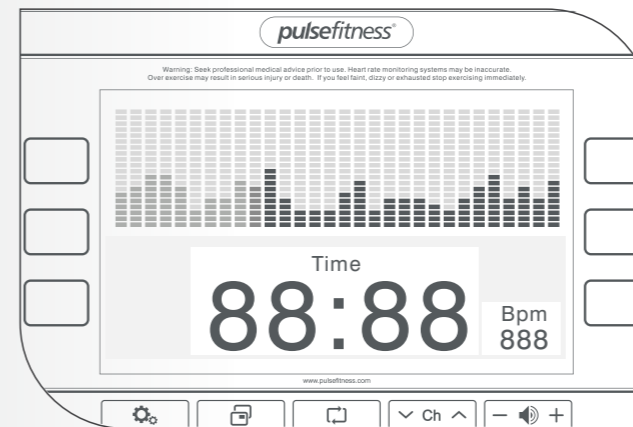 pulsefitness®
Warning: Seek professional medical advice prior to use. Heart rate monitoring systems may be inaccurate.
Over exercise may result in serious injury or death. If you feel faint, dizzy or exhausted stop exercising immediately.
Time
88:88
Bpm
888
www.pulsefitness.com
Ch